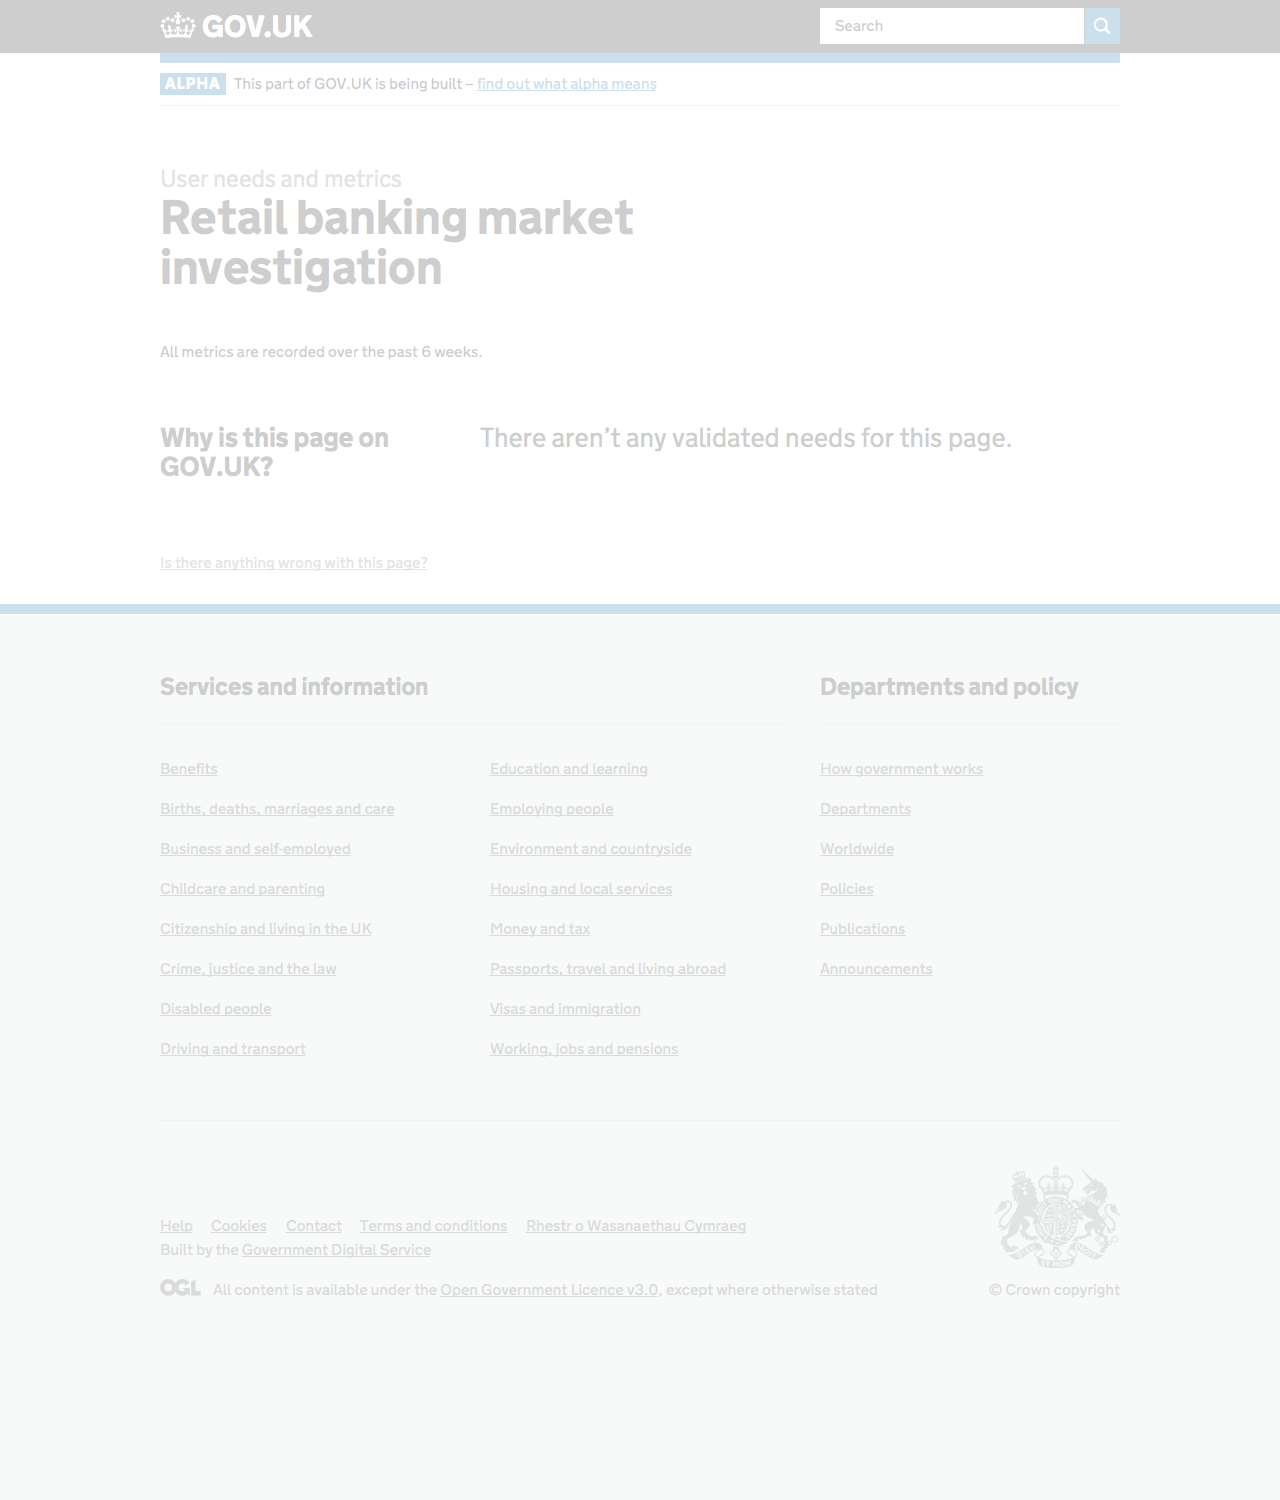 GOV.UK
Search
ALPHA This part of GOV.UK is being built – find out what alpha means
User needs and metrics
Retail banking market
investigation
All metrics are recorded over the past 6 weeks.
Why is this page on
GOV.UK?
There aren’t any validated needs for this page.
Is there anything wrong with this page?
Services and information
Benefits
Births, deaths, marriages and care
Business and self-employed
Childcare and parenting
Citizenship and living in the UK
Crime, justice and the law
Disabled people
Driving and transport
Education and learning
Employing people
Environment and countryside
Housing and local services
Money and tax
Passports, travel and living abroad
Visas and immigration
Working, jobs and pensions
Departments and policy
How government works
Departments
Worldwide
Policies
Publications
Announcements
Help Cookies Contact Terms and conditions Rhestr o Wasanaethau Cymraeg
Built by the Government Digital Service
OGL All content is available under the Open Government Licence v3.0, except where otherwise stated
© Crown copyright